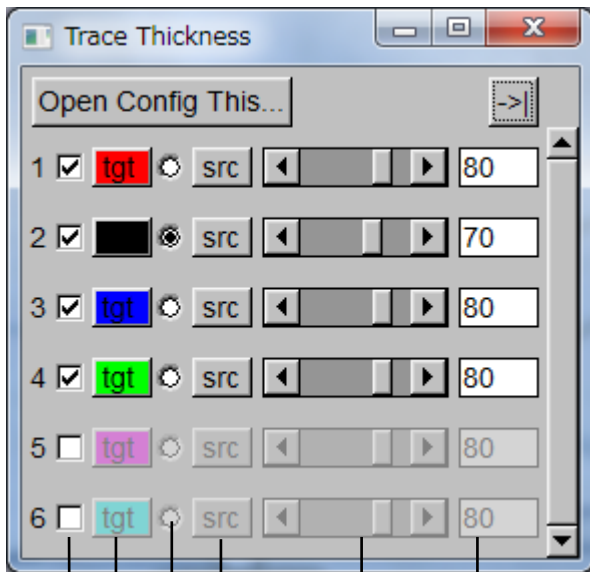 Trace Thickness
Open Config This...
->|
1 tgt src 80
2 src 70
3 tgt src 80
4 tgt src 80
5 tgt src 80
6 tgt src 80